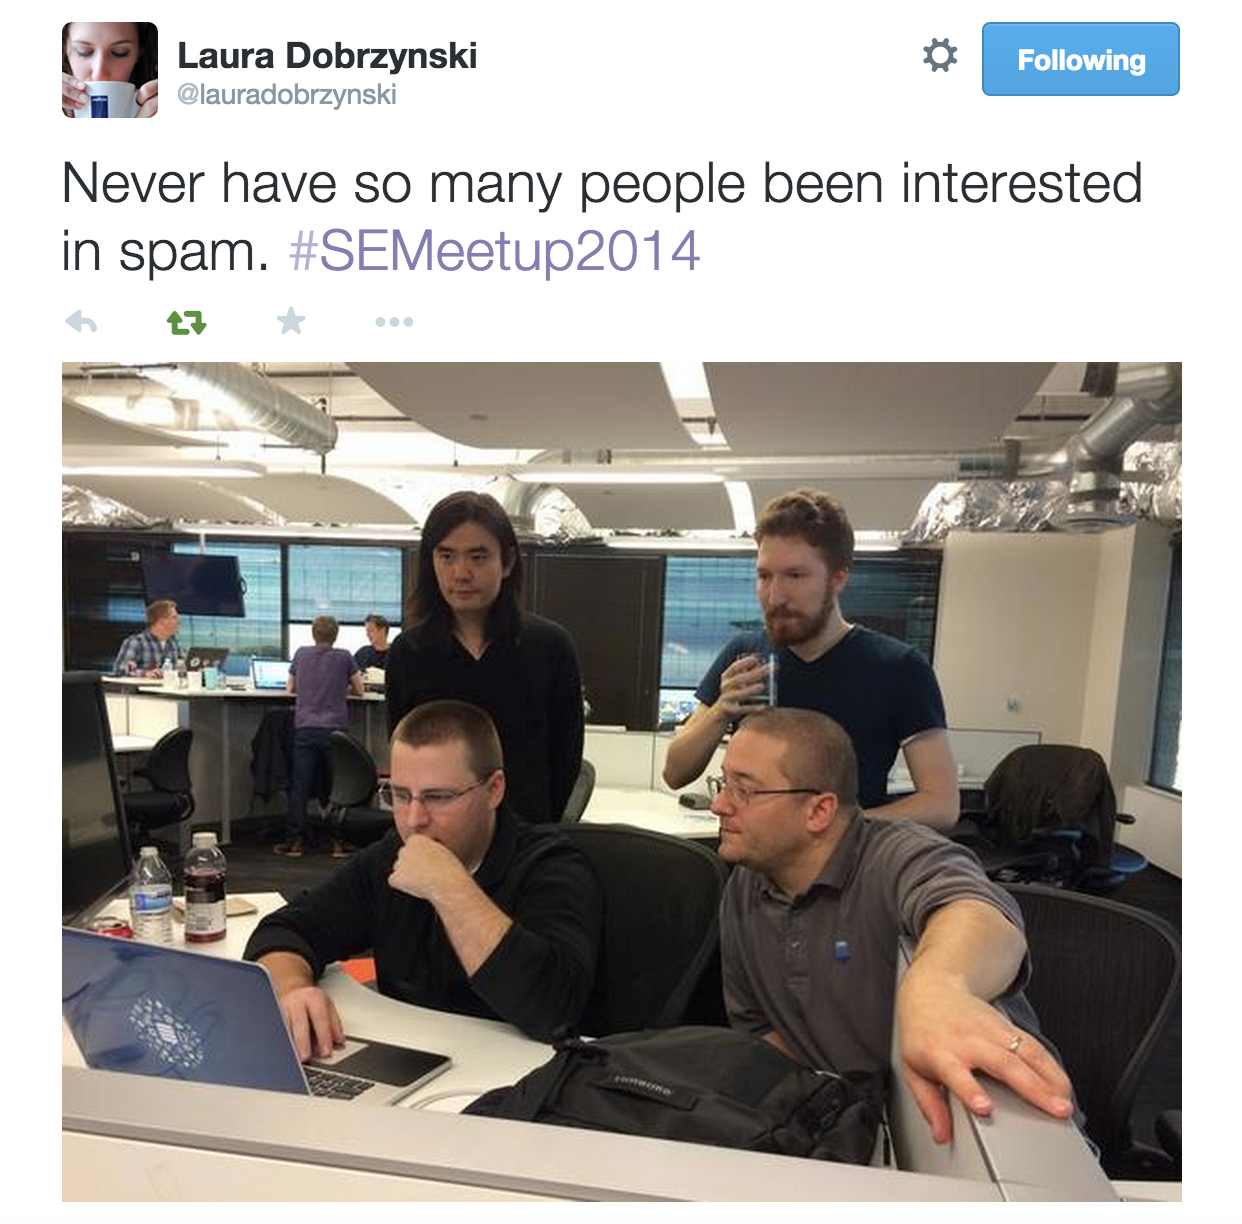 Laura Dobrzynski
@lauradobrzynski
Following
Never have so many people been interested
in spam. #SEMeetup2014